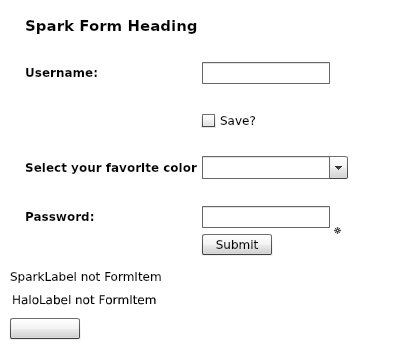 Spark Form Heading
Username:
Save?
Select your favorite color
Password:
*
Submit
SparkLabel not FormItem
HaloLabel not FormItem